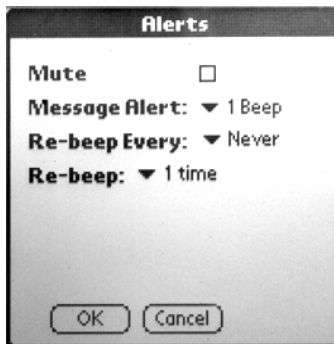 Alerts
Mute
Message Alert: 1 Beep
Re-beep Every: Never
Re-beep: 1 time
OK Cancel